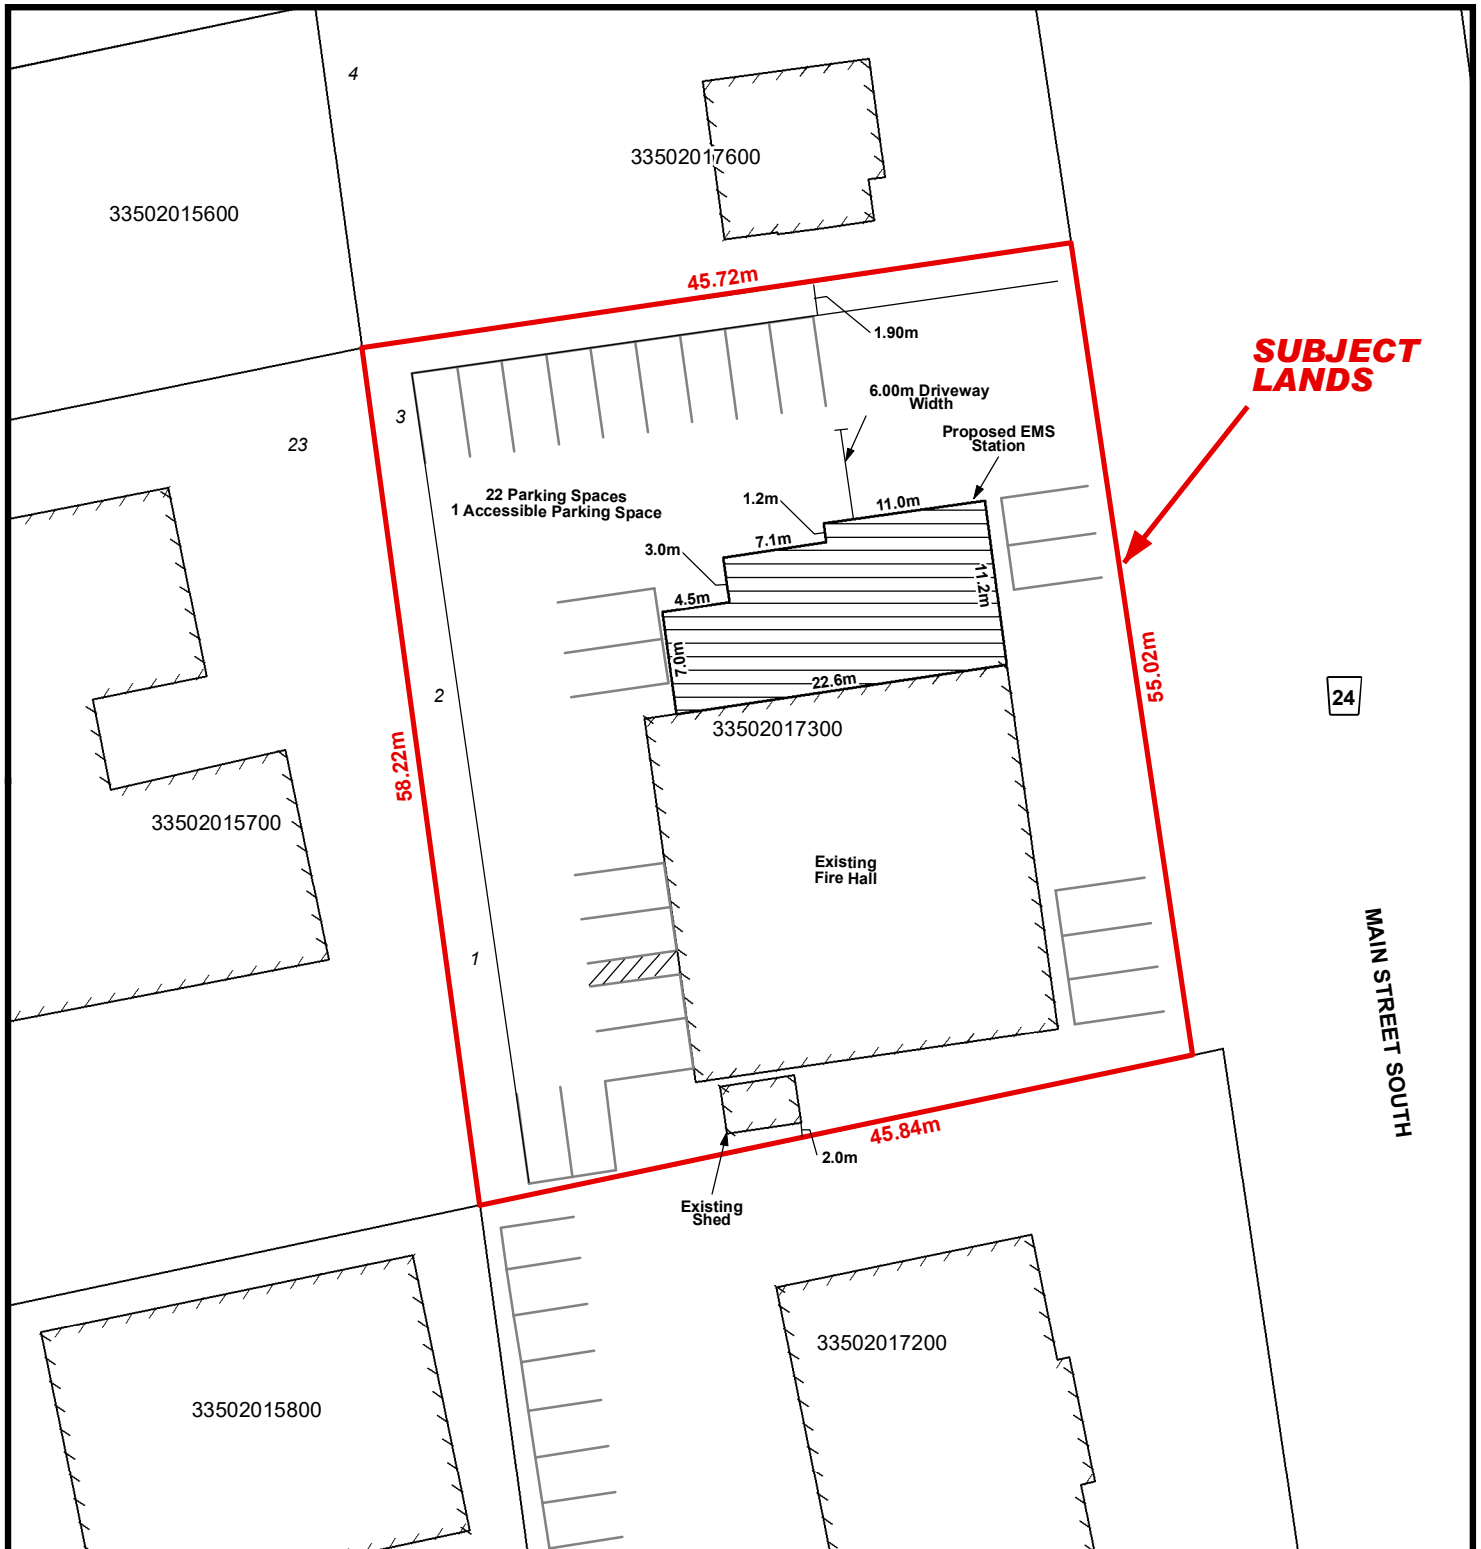 4
33502017600
33502015600
45.72m
1.90m
SUBJECT
LANDS
6.00m Driveway
Width
3
23
Proposed EMS
Station
22 Parking Spaces
1 Accessible Parking Space
1.2m
11.0m
7.1m
3.0m
11.2m
4.5m
7.0m
55.02m
22.6m
2
24
33502017300
58.22m
33502015700
Existing
Fire Hall
1
MAIN STREET SOUTH
45.84m
2.0m
Existing
Shed
33502017200
33502015800